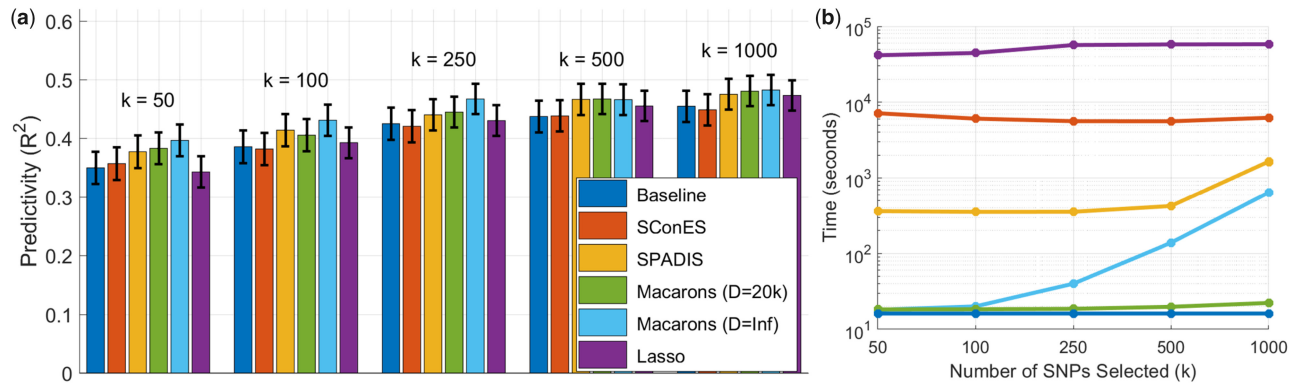 (a)
Predictivity (R²)
0.6
0.5
0.4
0.3
0.2
0.1
0
k = 50
k = 100
k = 250
k = 500
k = 1000
Baseline
SConES
SPADIS
Macarons (D=20k)
Macarons (D=Inf)
Lasso
(b)
Time (seconds)
10⁵
10⁴
10³
10²
10¹
50 100 250 500 1000
Number of SNPs Selected (k)